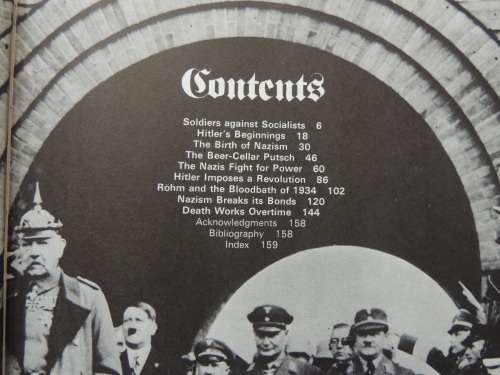 Contents
Soldiers against Socialists 6
Hitler's Beginnings 18
The Birth of Nazism 30
The Beer-Cellar Putsch 46
The Nazis Fight for Power 60
Hitler Imposes a Revolution 86
Röhm and the Bloodbath of 1934 102
Nazism Breaks its Bonds 120
Death Works Overtime 144
Acknowledgments 158
Bibliography 158
Index 159